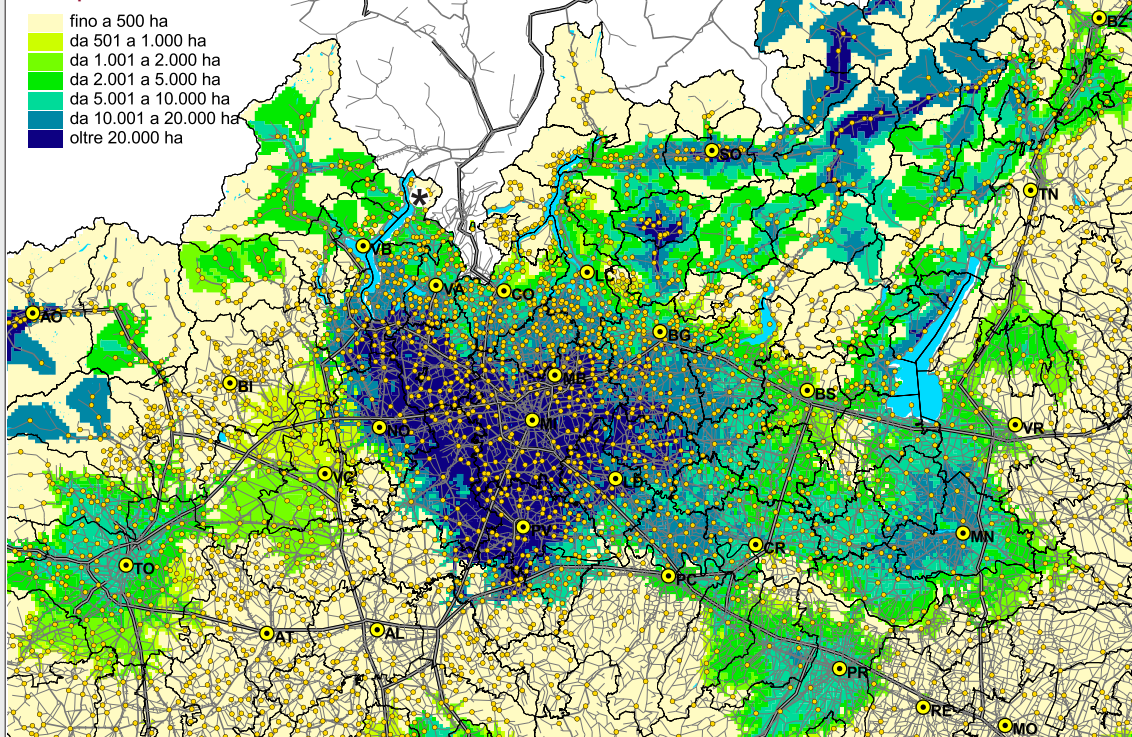 fino a 500 ha
da 501 a 1.000 ha
da 1.001 a 2.000 ha
da 2.001 a 5.000 ha
da 5.001 a 10.000 ha
da 10.001 a 20.000 ha
oltre 20.000 ha
BZ
SO
TN
*
VB
LC
VA
CO
AO
BG
MB
BI
BS
MI
NO
VR
VC
LO
PV
MN
CR
TO
PC
AT
AL
PR
RE
MO